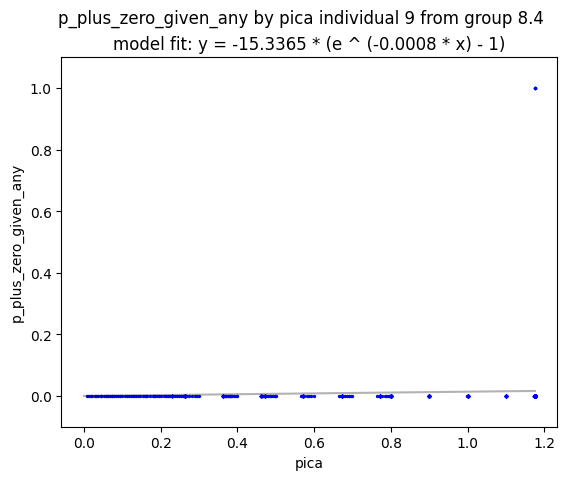 p_plus_zero_given_any by pica individual 9 from group 8.4
model fit: y = -15.3365 * (e ^ (-0.0008 * x) - 1)
p_plus_zero_given_any
1.0
0.8
0.6
0.4
0.2
0.0
0.0 0.2 0.4 0.6 0.8 1.0 1.2
pica